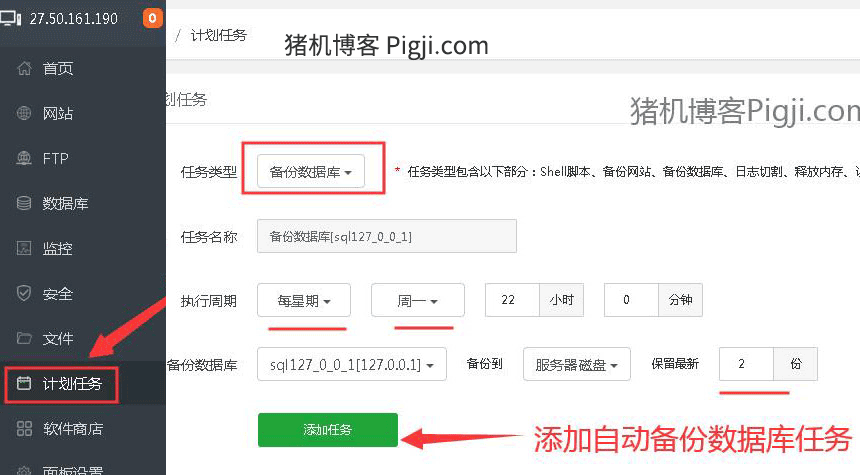 27.50.161.190 0
首页
网站
FTP
数据库
监控
安全
文件
计划任务
软件商店
面板设置
/ 计划任务
猪机博客 Pigji.com
划任务
猪机博客Pigji.com
任务类型 备份数据库 * 任务类型包含以下部分：Shell脚本、备份网站、备份数据库、日志切割、释放内存、
任务名称 备份数据库[sql127_0_0_1]
执行周期 每星期 周一 22 小时 0 分钟
备份数据库 sql127_0_0_1[127.0.0.1] 备份到 服务器磁盘 保留最新 2 份
添加任务
添加自动备份数据库任务